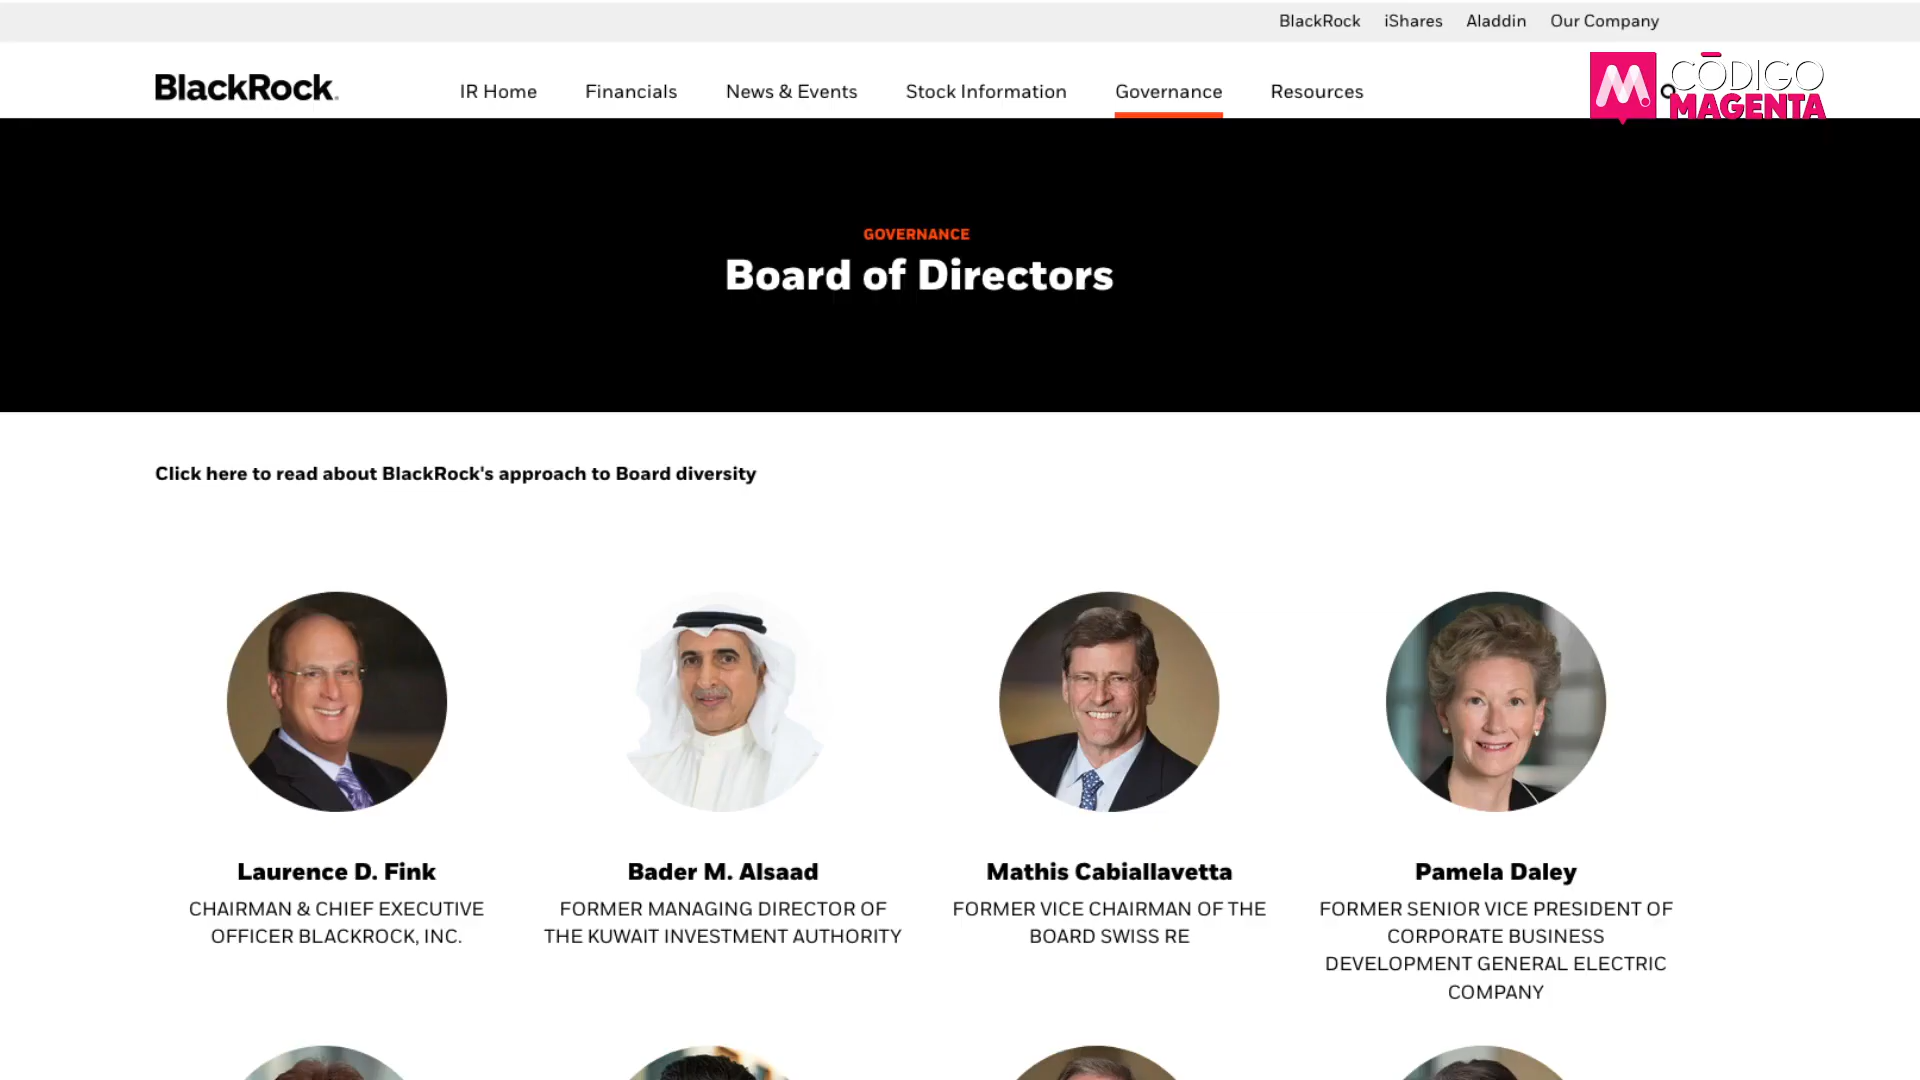 BlackRock iShares Aladdin Our Company
BlackRock. IR Home Financials News & Events Stock Information Governance Resources
M. CÓDIGO
MAGENTA
GOVERNANCE
Board of Directors
Click here to read about BlackRock's approach to Board diversity
Laurence D. Fink
CHAIRMAN & CHIEF EXECUTIVE
OFFICER BLACKROCK, INC.
Bader M. Alsaad
FORMER MANAGING DIRECTOR OF
THE KUWAIT INVESTMENT AUTHORITY
Mathis Cabiallavetta
FORMER VICE CHAIRMAN OF THE
BOARD SWISS RE
Pamela Daley
FORMER SENIOR VICE PRESIDENT OF
CORPORATE BUSINESS
DEVELOPMENT GENERAL ELECTRIC
COMPANY